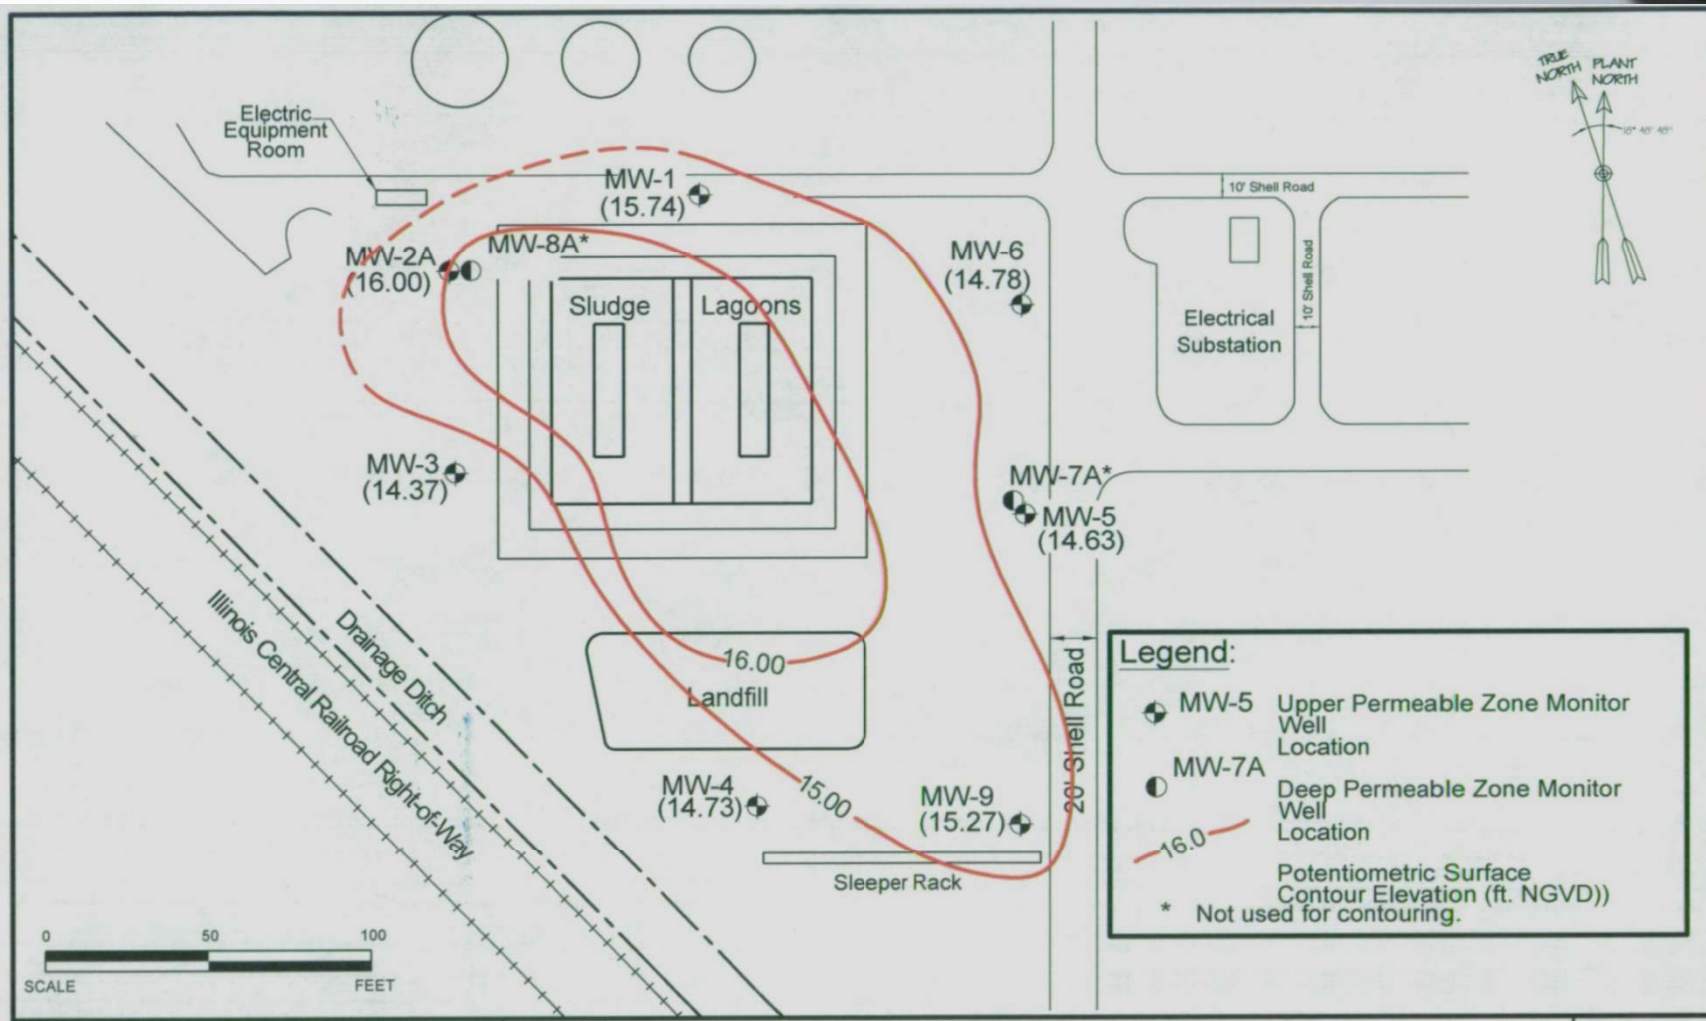 TRUE
NORTH
PLANT
NORTH
18° 48' 48"
Electric
Equipment
Room
MW-1
(15.74)
10' Shell Road
MW-8A*
MW-2A
(16.00)
MW-6
(14.78)
10' Shell Road
Sludge
Lagoons
Electrical
Substation
MW-3
(14.37)
MW-7A*
MW-5
(14.63)
Drainage Ditch
Illinois Central Railroad Right-of-Way
16.00
Landfill
20' Shell Road
MW-4
(14.73)
15.00
MW-9
(15.27)
Sleeper Rack
Legend:
MW-5
Upper Permeable Zone Monitor
Well
Location
MW-7A
Deep Permeable Zone Monitor
Well
Location
16.0
Potentiometric Surface
Contour Elevation (ft. NGVD))
* Not used for contouring.
0 50 100
SCALE FEET